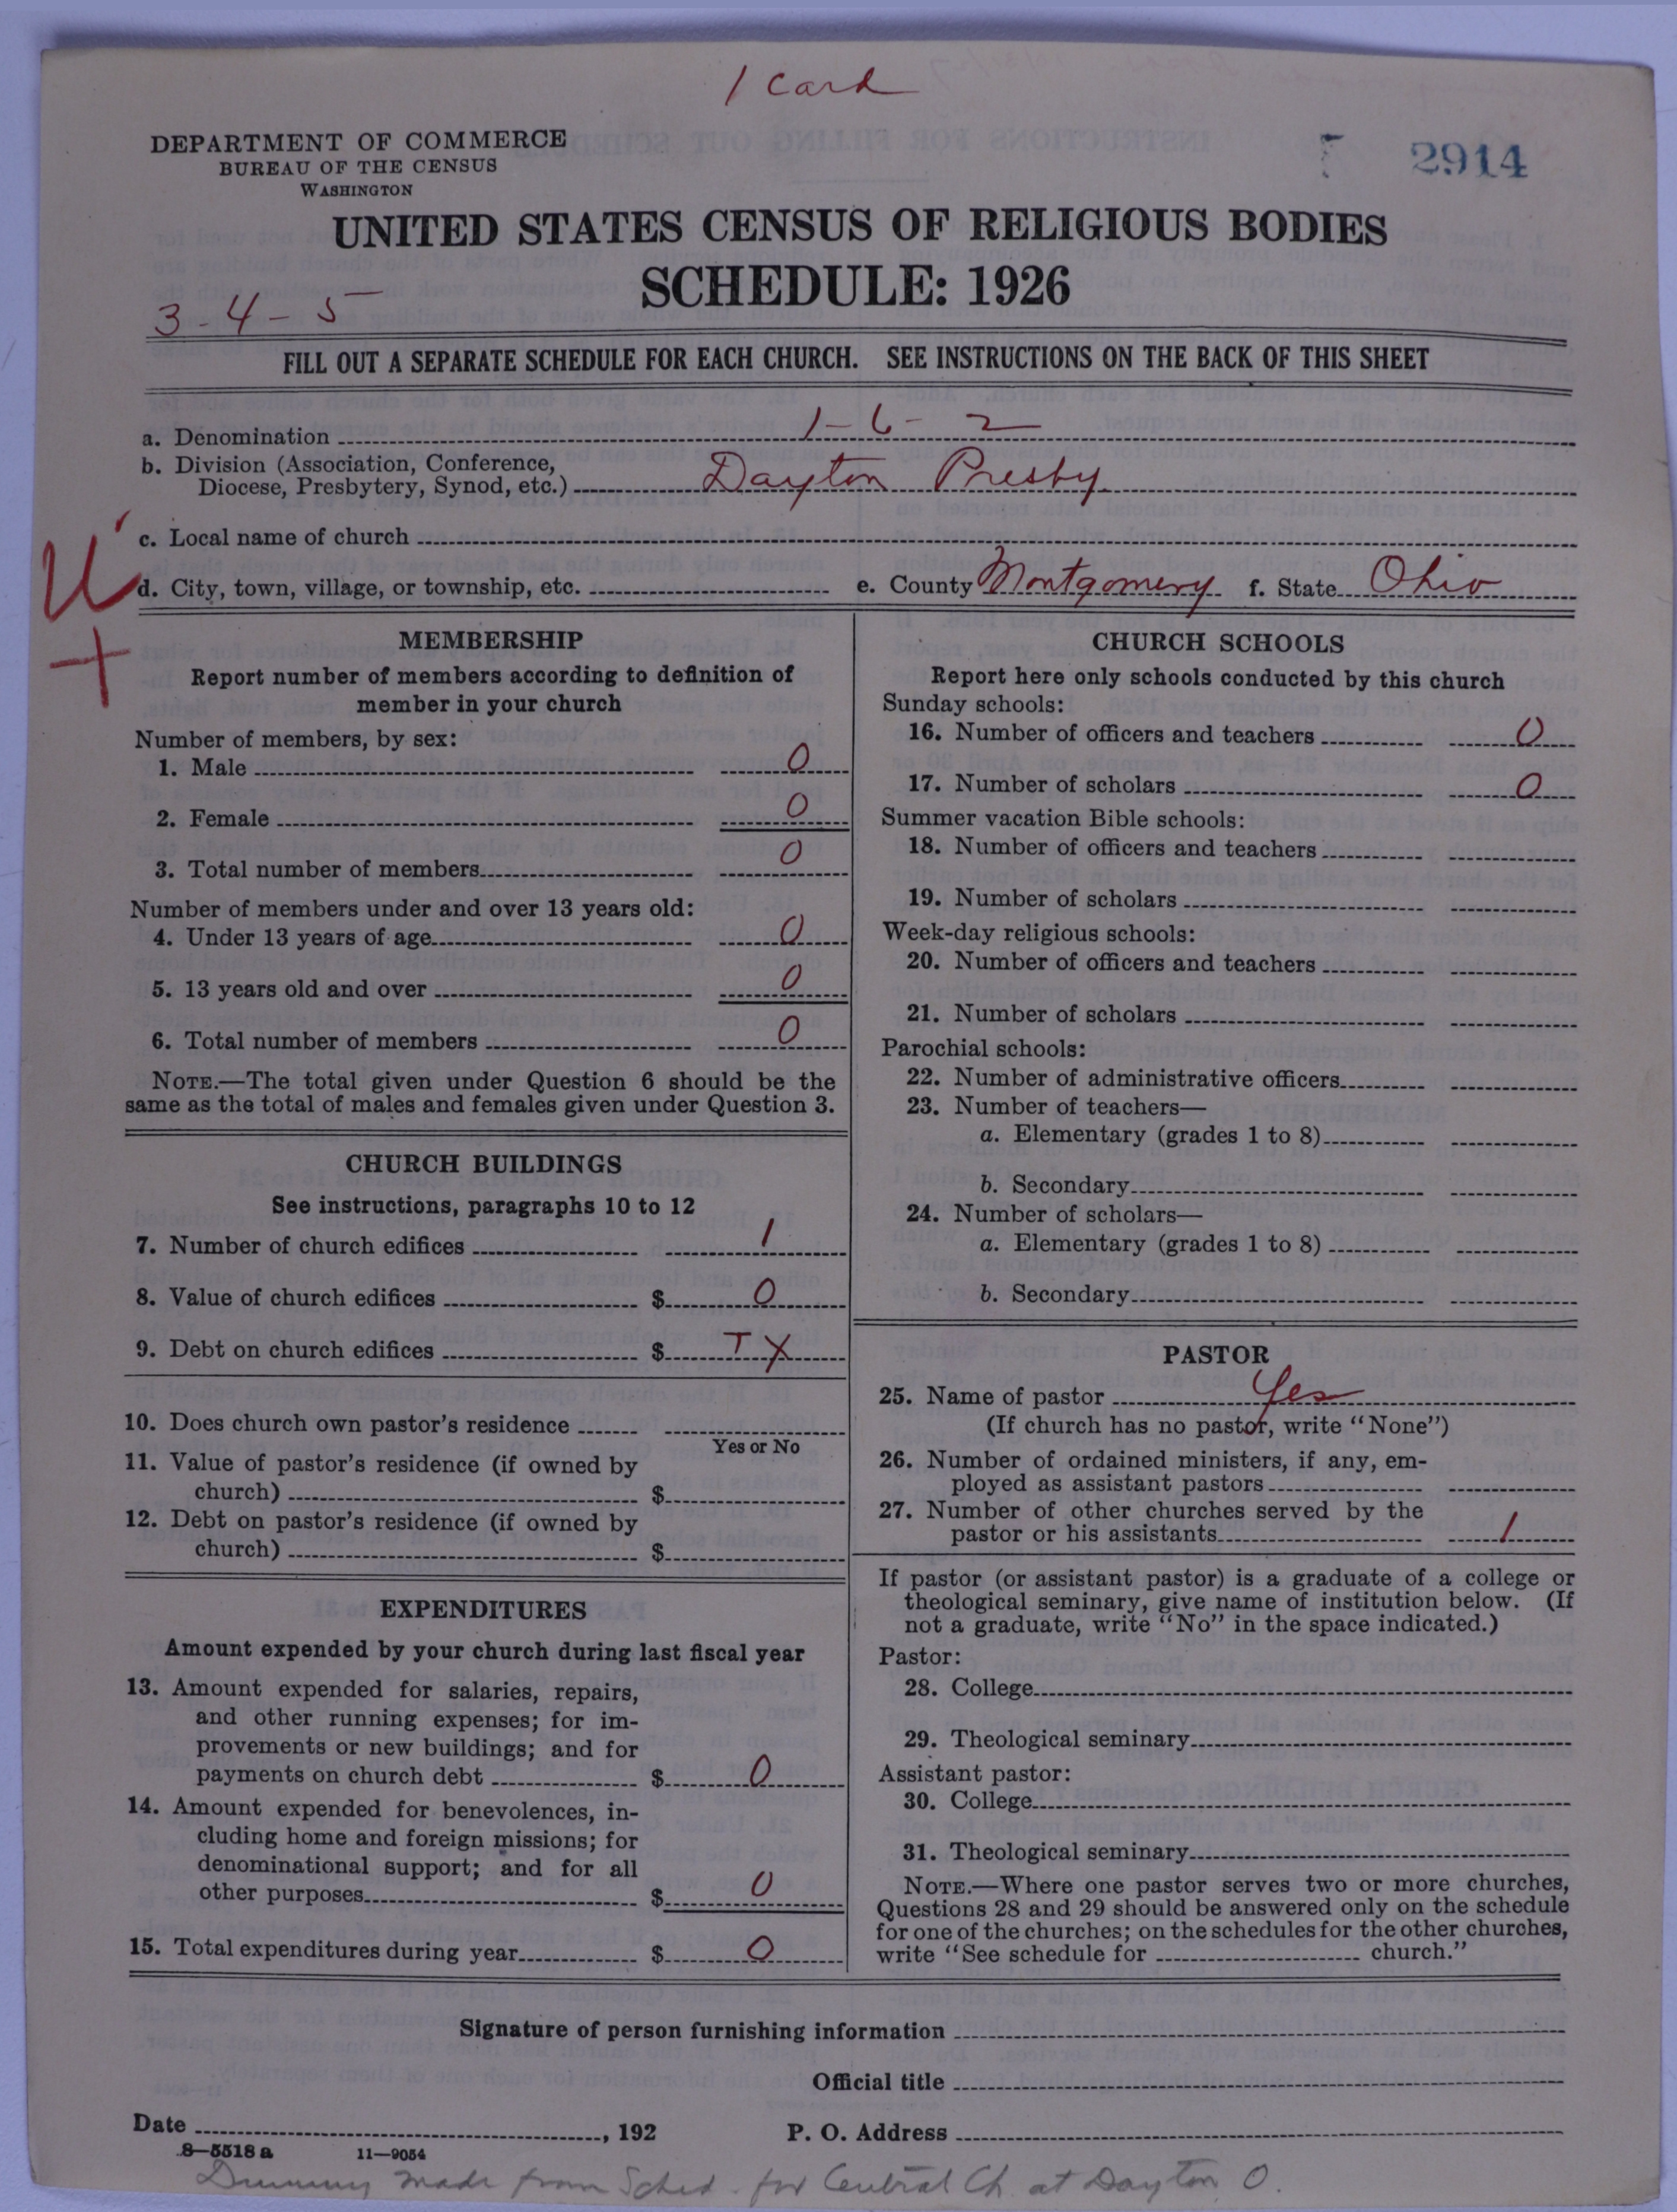 1 Card
DEPARTMENT OF COMMERCE
BUREAU OF THE CENSUS
WASHINGTON
2914
UNITED STATES CENSUS OF RELIGIOUS BODIES
SCHEDULE: 1926
3-4-5
FILL OUT A SEPARATE SCHEDULE FOR EACH CHURCH. SEE INSTRUCTIONS ON THE BACK OF THIS SHEET
a. Denomination 1-6-2
b. Division (Association, Conference,
Diocese, Presbytery, Synod, etc.) Dayton Presby.
c. Local name of church
d. City, town, village, or township, etc. e. County Montgomery f. State Ohio
MEMBERSHIP
Report number of members according to definition of
member in your church
Number of members, by sex:
1. Male 0
2. Female 0
3. Total number of members 0
Number of members under and over 13 years old:
4. Under 13 years of age 0
5. 13 years old and over 0
6. Total number of members 0
NOTE.—The total given under Question 6 should be the
same as the total of males and females given under Question 3.
CHURCH BUILDINGS
See instructions, paragraphs 10 to 12
7. Number of church edifices 1
8. Value of church edifices $ 0
9. Debt on church edifices $ T X
10. Does church own pastor's residence
Yes or No
11. Value of pastor's residence (if owned by
church) $
12. Debt on pastor's residence (if owned by
church) $
EXPENDITURES
Amount expended by your church during last fiscal year
13. Amount expended for salaries, repairs,
and other running expenses; for im-
provements or new buildings; and for
payments on church debt $ 0
14. Amount expended for benevolences, in-
cluding home and foreign missions; for
denominational support; and for all
other purposes $ 0
15. Total expenditures during year $ 0
CHURCH SCHOOLS
Report here only schools conducted by this church
Sunday schools:
16. Number of officers and teachers 0
17. Number of scholars 0
Summer vacation Bible schools:
18. Number of officers and teachers
19. Number of scholars
Week-day religious schools:
20. Number of officers and teachers
21. Number of scholars
Parochial schools:
22. Number of administrative officers
23. Number of teachers—
a. Elementary (grades 1 to 8)
b. Secondary
24. Number of scholars—
a. Elementary (grades 1 to 8)
b. Secondary
PASTOR
25. Name of pastor Yes
(If church has no pastor, write "None")
26. Number of ordained ministers, if any, em-
ployed as assistant pastors
27. Number of other churches served by the
pastor or his assistants 1
If pastor (or assistant pastor) is a graduate of a college or
theological seminary, give name of institution below. (If
not a graduate, write "No" in the space indicated.)
Pastor:
28. College
29. Theological seminary
Assistant pastor:
30. College
31. Theological seminary
NOTE.—Where one pastor serves two or more churches,
Questions 28 and 29 should be answered only on the schedule
for one of the churches; on the schedules for the other churches,
write "See schedule for church."
Signature of person furnishing information
Official title
Date , 192 P. O. Address
8—5518 a 11—9054
Dummy made from Sched. for Central Ch. at Dayton O.